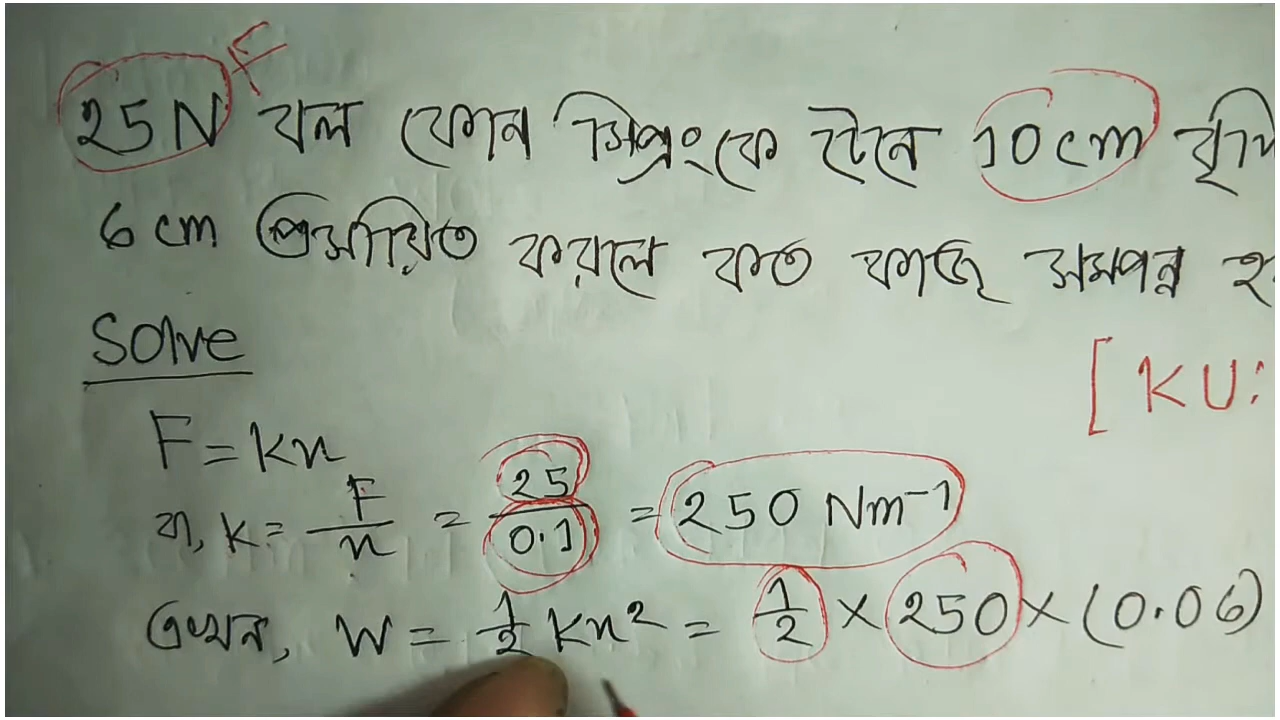 25N F বল কোন স্প্রিংকে টেনে 10cm
6 cm প্রসারিত করলে কত কাজ সম্পন্ন
Solve
[KU:
F=Kx
বা, K = F/x = 25/0.1 = 250 Nm⁻¹
এখন, W = 1/2 Kx² = 1/2 × 250 × (0.06)